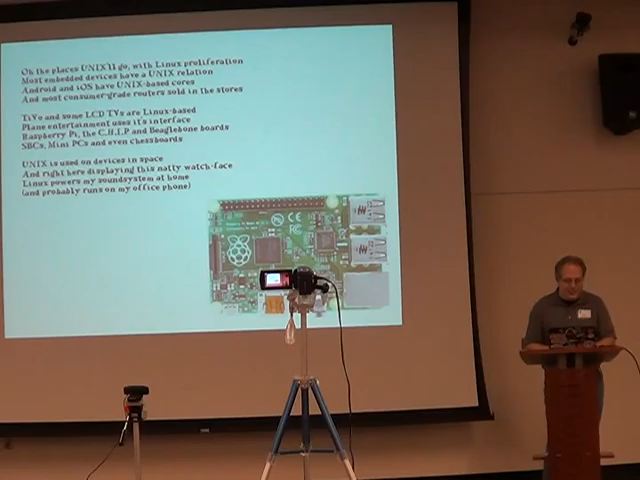 Oh the places UNIX'll go, with Linux proliferation
Most embedded devices have a UNIX relation
Android and iOS have UNIX-based cores
And most consumer-grade routers sold in the stores
TiVo and some LCD TVs are Linux-based
Plane entertainment uses it's interface
Raspberry Pi, the C.H.I.P and Beaglebone boards
SBCs, Mini PCs and even chessboards
UNIX is used on devices in space
And right here displaying this natty watch-face
Linux powers my soundsystem at home
(and probably runs on my office phone)